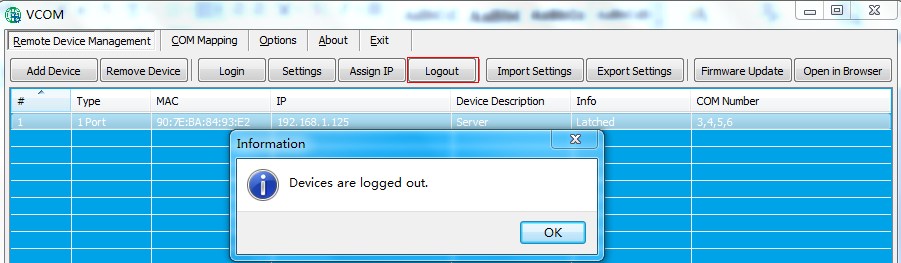 VCOM
Remote Device Management COM Mapping Options About Exit
Add Device Remove Device Login Settings Assign IP Logout Import Settings Export Settings Firmware Update Open in Browser
# Type MAC IP Device Description Info COM Number
1 1 Port 90:7E:BA:84:93:E2 192.168.1.125 Server Latched 3,4,5,6
Information
Devices are logged out.
OK